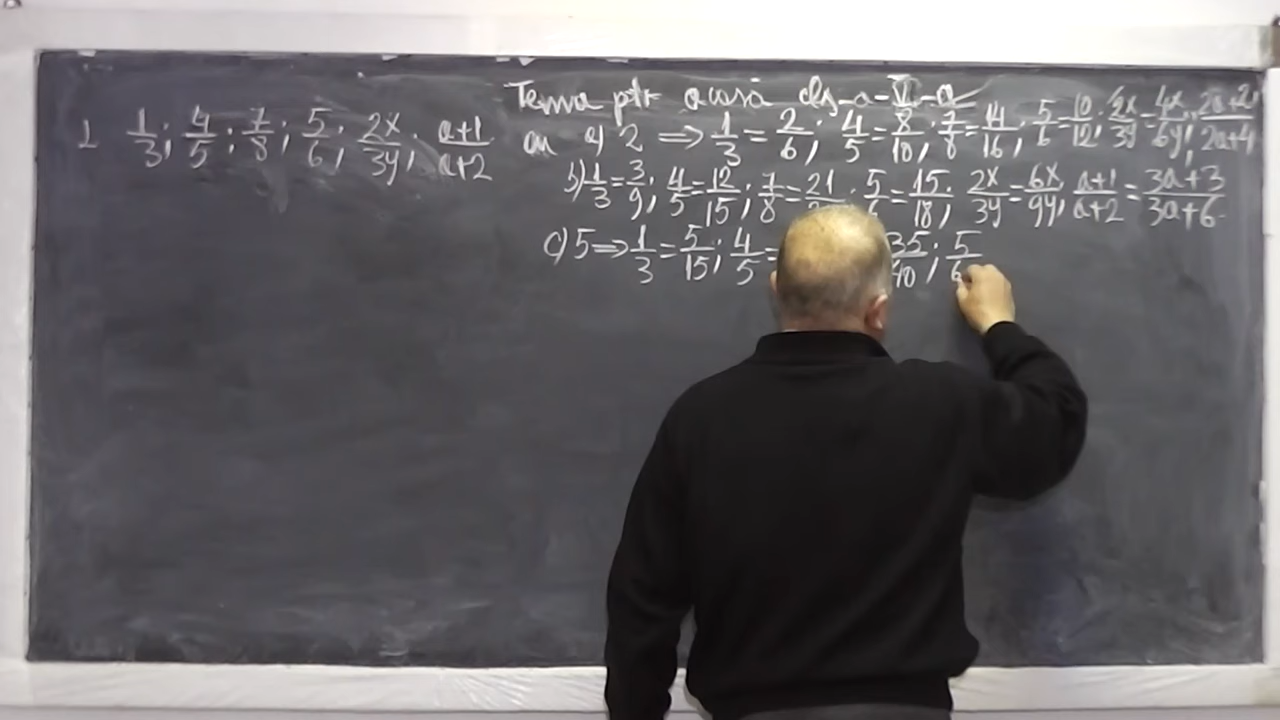 Tema ptr acasă cls-a-V-a
1. 1/3; 4/5; 7/8; 5/6; 2x/3y; a+1/a+2 cu a) 2 ⟹ 1/3 = 2/6; 4/5 = 8/10; 7/8 = 14/16; 5/6 = 10/12; 2x/3y = 4x/6y; 2a+2/2a+4
b) 1/3 = 3/9; 4/5 = 12/15; 7/8 = 21/ ; 5/6 = 15/18; 2x/3y = 6x/9y; a+1/a+2 = 3a+3/3a+6
c) 5 ⟹ 1/3 = 5/15; 4/5 = 35/40; 5/6